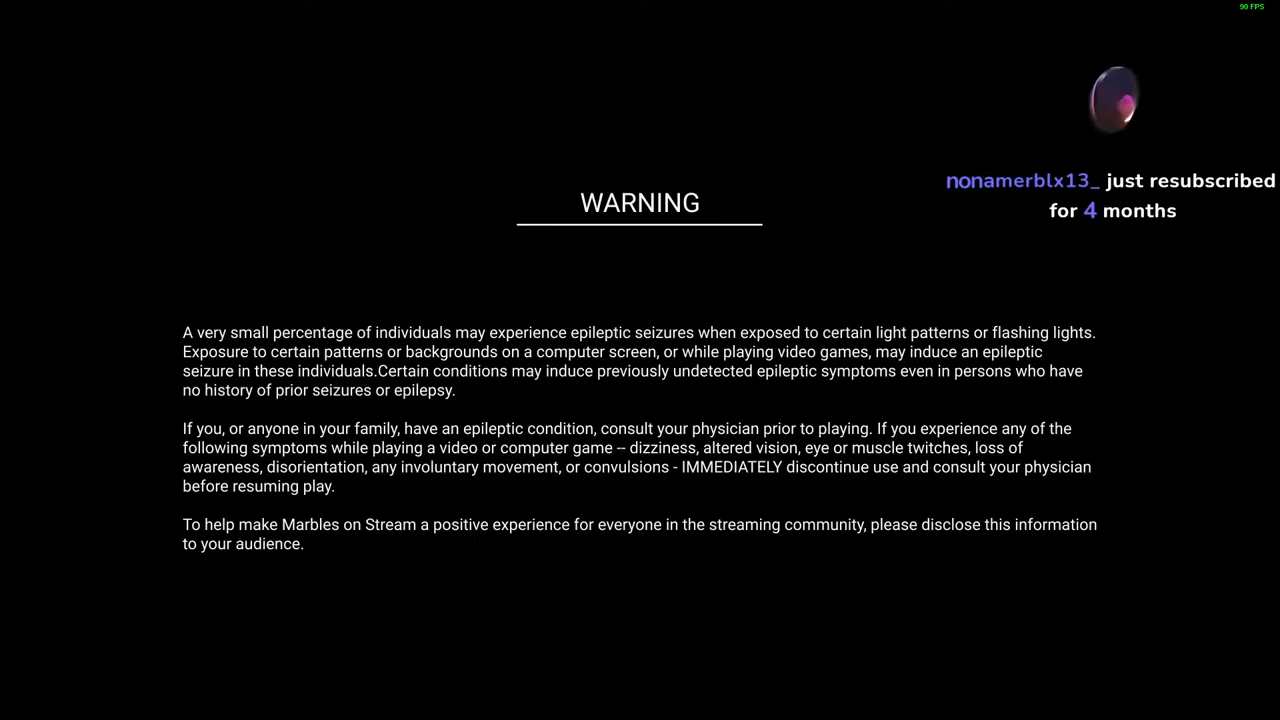 90 FPS
nonamerblx13_ just resubscribed
for 4 months
WARNING
A very small percentage of individuals may experience epileptic seizures when exposed to certain light patterns or flashing lights.
Exposure to certain patterns or backgrounds on a computer screen, or while playing video games, may induce an epileptic
seizure in these individuals.Certain conditions may induce previously undetected epileptic symptoms even in persons who have
no history of prior seizures or epilepsy.
If you, or anyone in your family, have an epileptic condition, consult your physician prior to playing. If you experience any of the
following symptoms while playing a video or computer game -- dizziness, altered vision, eye or muscle twitches, loss of
awareness, disorientation, any involuntary movement, or convulsions - IMMEDIATELY discontinue use and consult your physician
before resuming play.
To help make Marbles on Stream a positive experience for everyone in the streaming community, please disclose this information
to your audience.